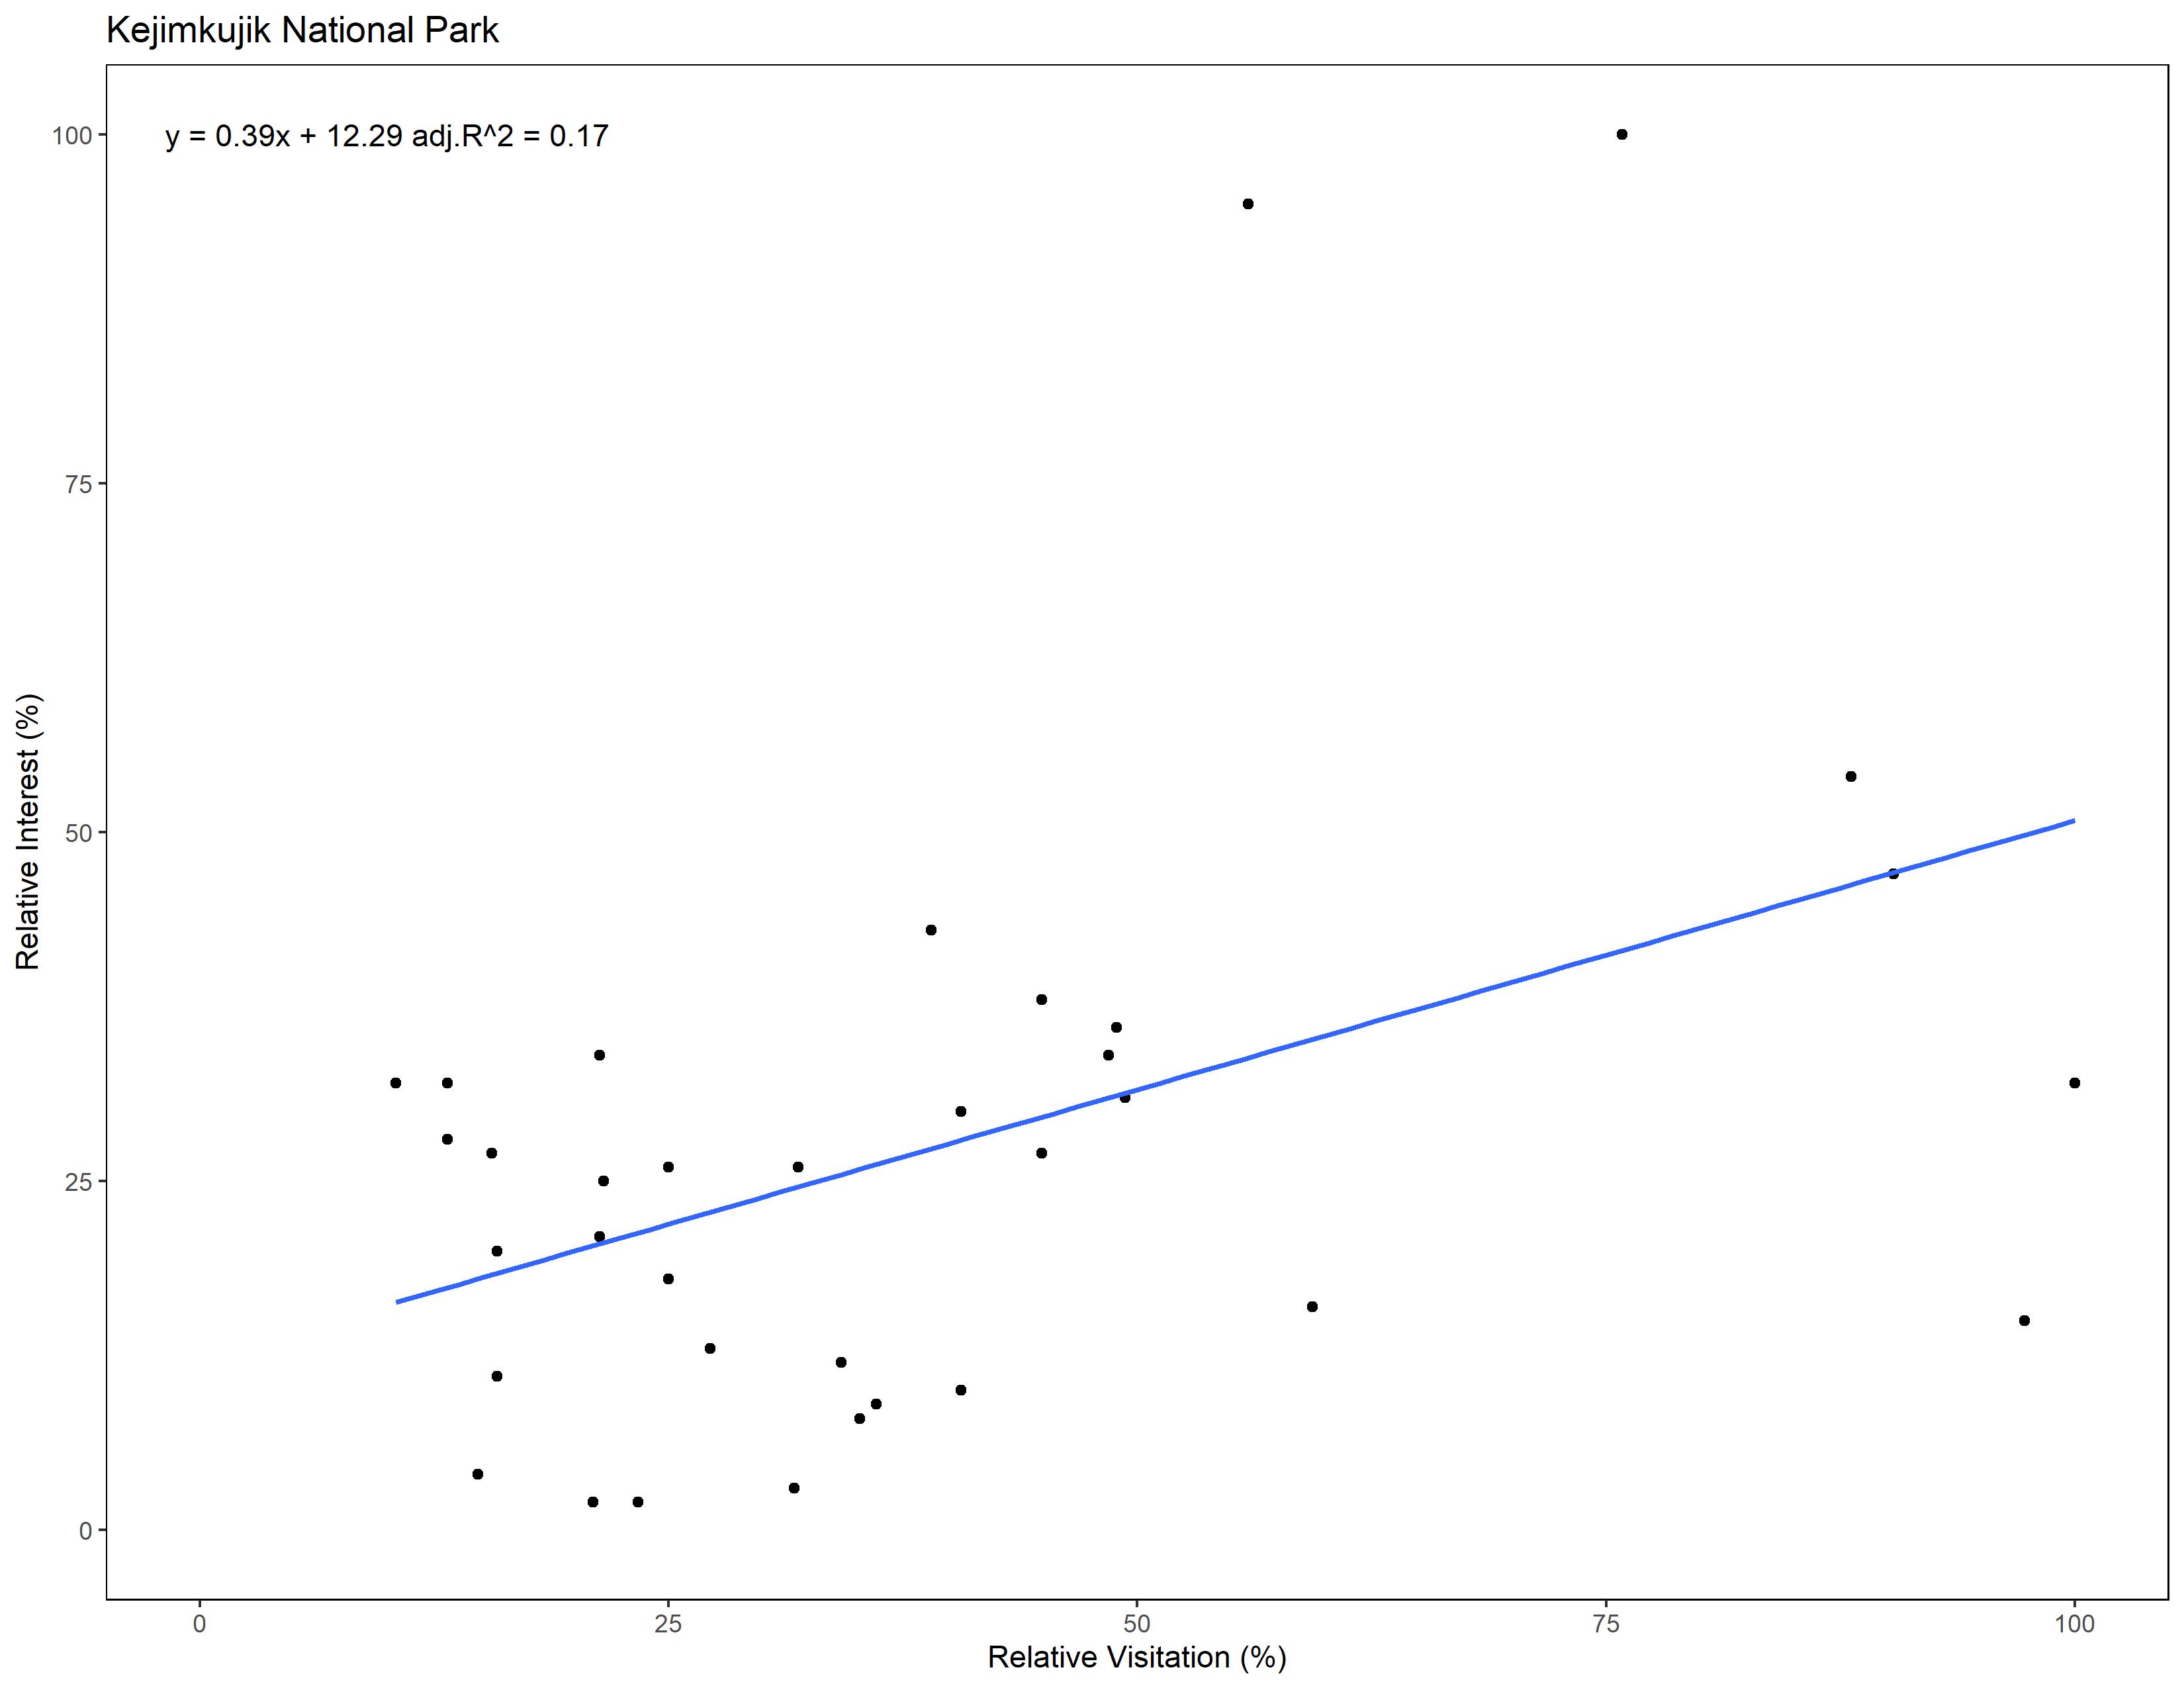 Kejimkujik National Park
y = 0.39x + 12.29 adj.R^2 = 0.17
100
75
50
25
0
Relative Interest (%)
0 25 50 75 100
Relative Visitation (%)